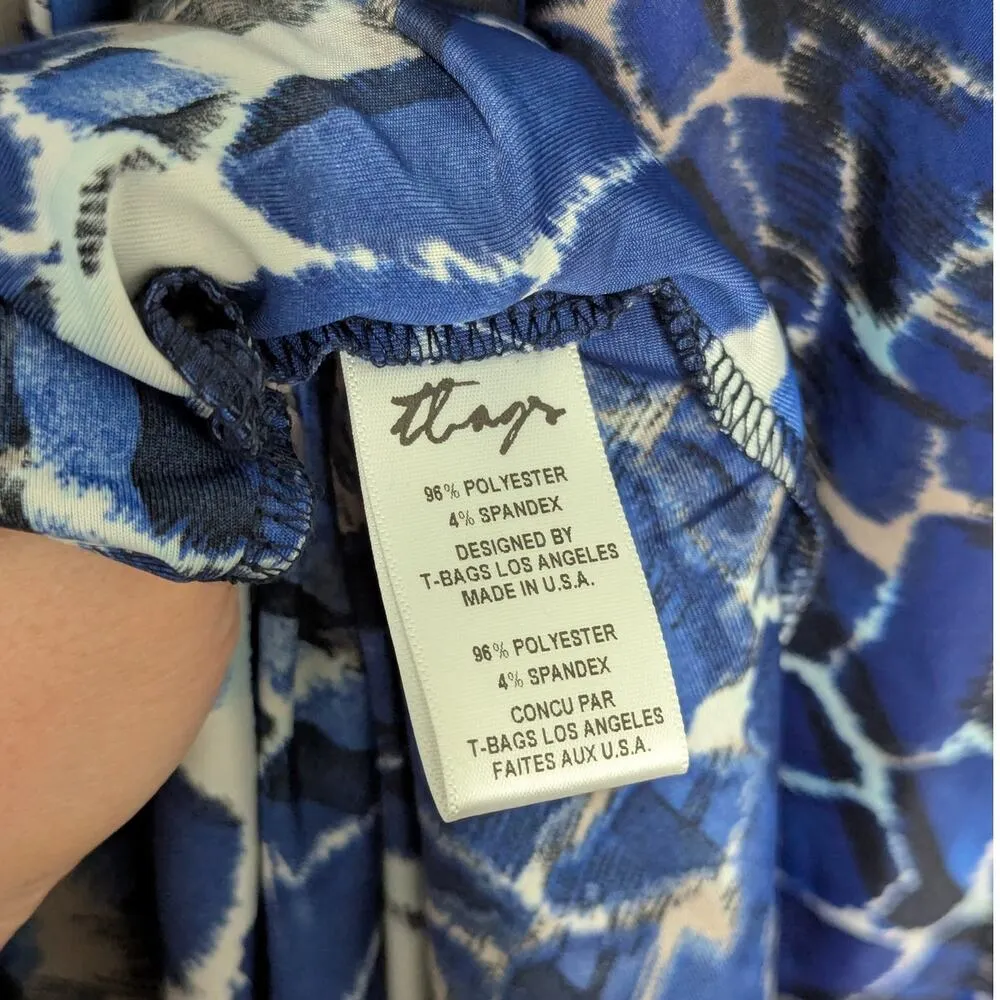 tbags
96% POLYESTER
4% SPANDEX
DESIGNED BY
T-BAGS LOS ANGELES
MADE IN U.S.A.
96% POLYESTER
4% SPANDEX
CONCU PAR
T-BAGS LOS ANGELES
FAITES AUX U.S.A.